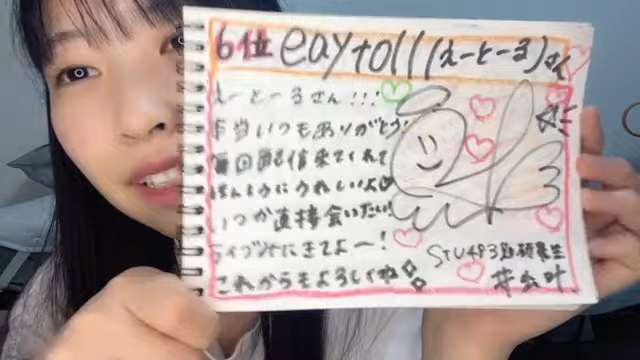 6位 eaytolll(えーとーる)さん
えーとーるさん!!!
本当いつもありがとう!
毎回配信来てくれて
ほんとうにうれしいよ♡
いつか直接会いたい!
ライブにきてよー!
これからもよろしくね
STU48 3期研究生